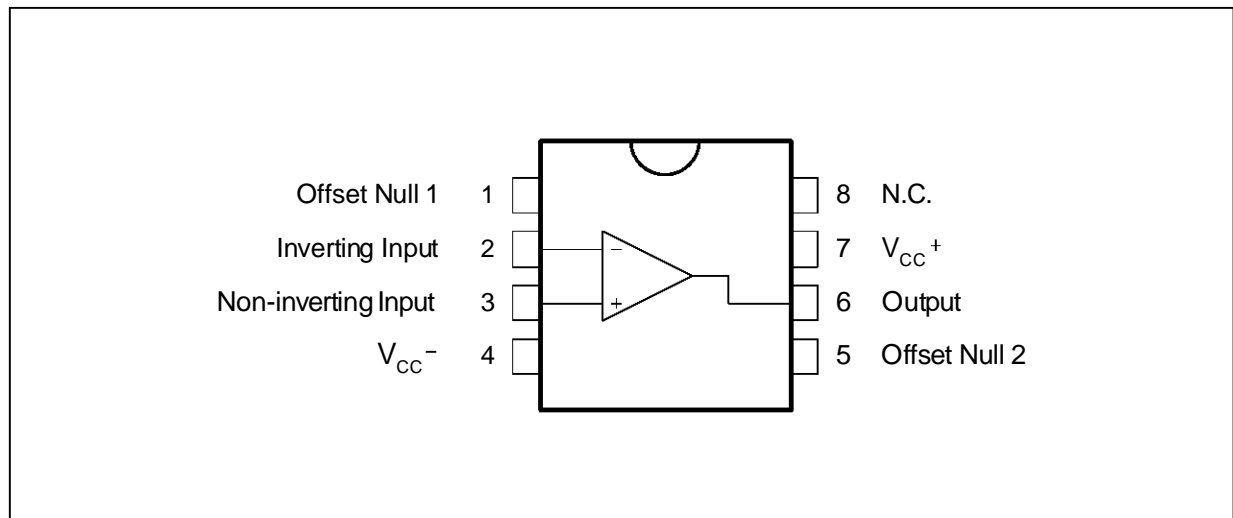 Offset Null 1 1 8 N.C.
Inverting Input 2 − 7 VCC+
Non-inverting Input 3 + 6 Output
VCC− 4 5 Offset Null 2